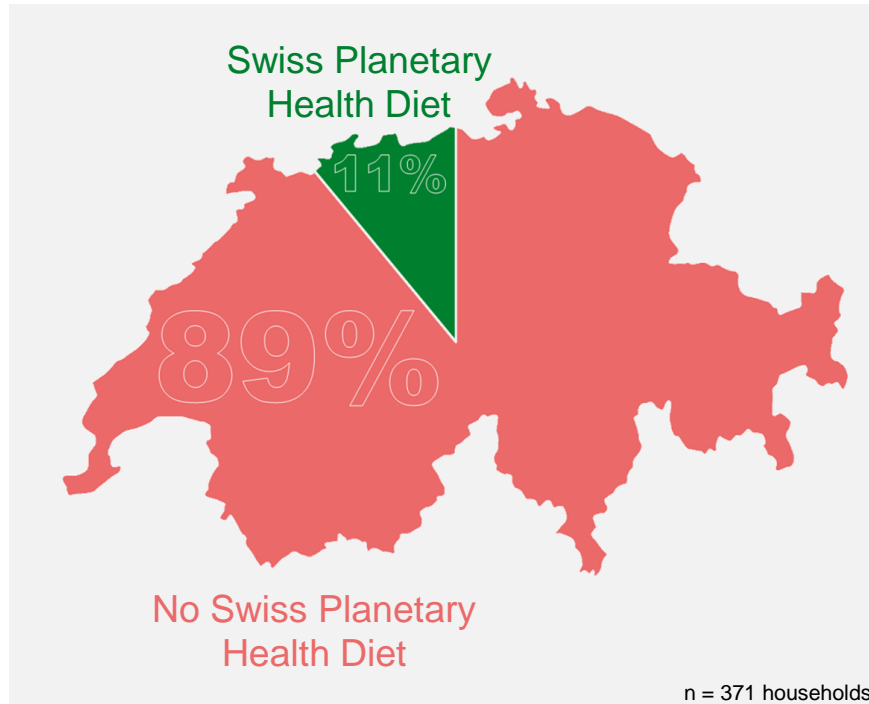 Swiss Planetary
Health Diet
11%
89%
No Swiss Planetary
Health Diet
n = 371 households